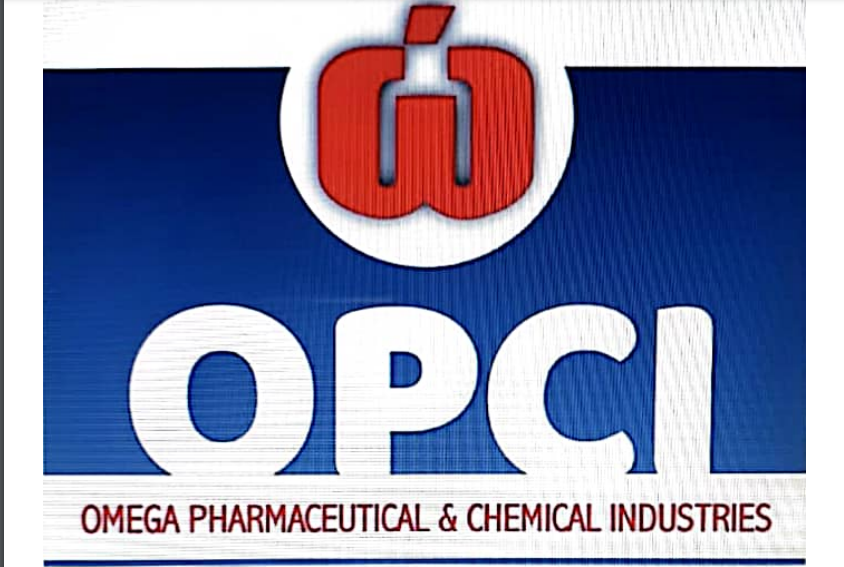 OPCI
OMEGA PHARMACEUTICAL & CHEMICAL INDUSTRIES